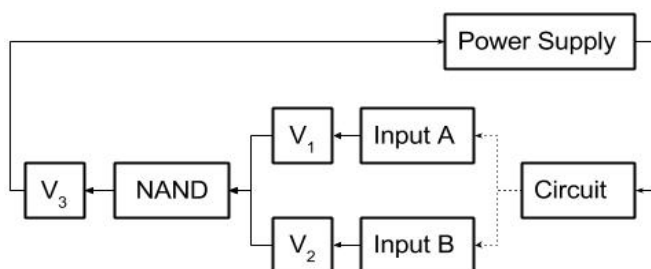 Power Supply
V₁
Input A
V₃
NAND
Circuit
V₂
Input B